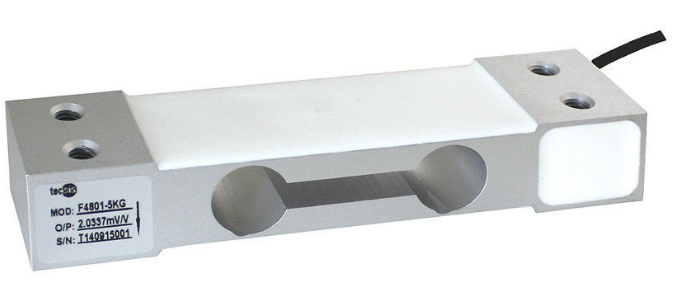 tecsis
MOD: F4801-5KG
O/P: 2.0337mV/V
S/N: T140915001